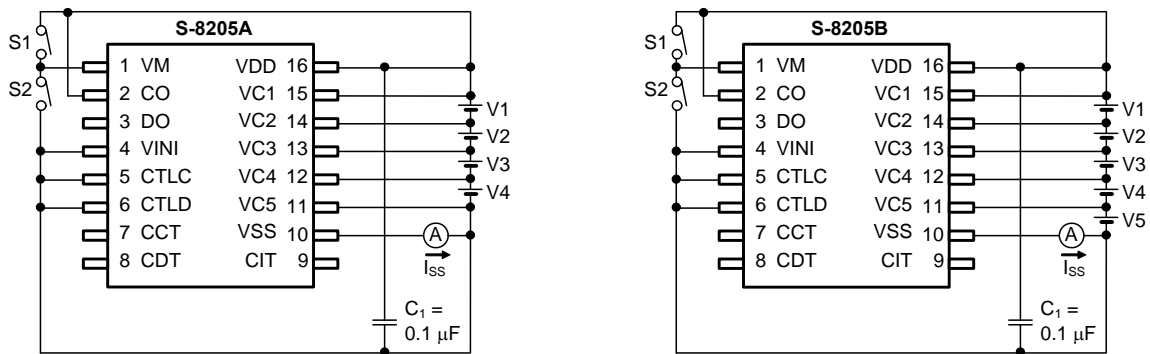 S-8205A
S1
S2
1 VM
2 CO
3 DO
4 VINI
5 CTLC
6 CTLD
7 CCT
8 CDT
VDD 16
VC1 15
VC2 14
VC3 13
VC4 12
VC5 11
VSS 10
CIT 9
V1
V2
V3
V4
A
ISS
C1 =
0.1 μF
S-8205B
S1
S2
1 VM
2 CO
3 DO
4 VINI
5 CTLC
6 CTLD
7 CCT
8 CDT
VDD 16
VC1 15
VC2 14
VC3 13
VC4 12
VC5 11
VSS 10
CIT 9
V1
V2
V3
V4
V5
A
ISS
C1 =
0.1 μF